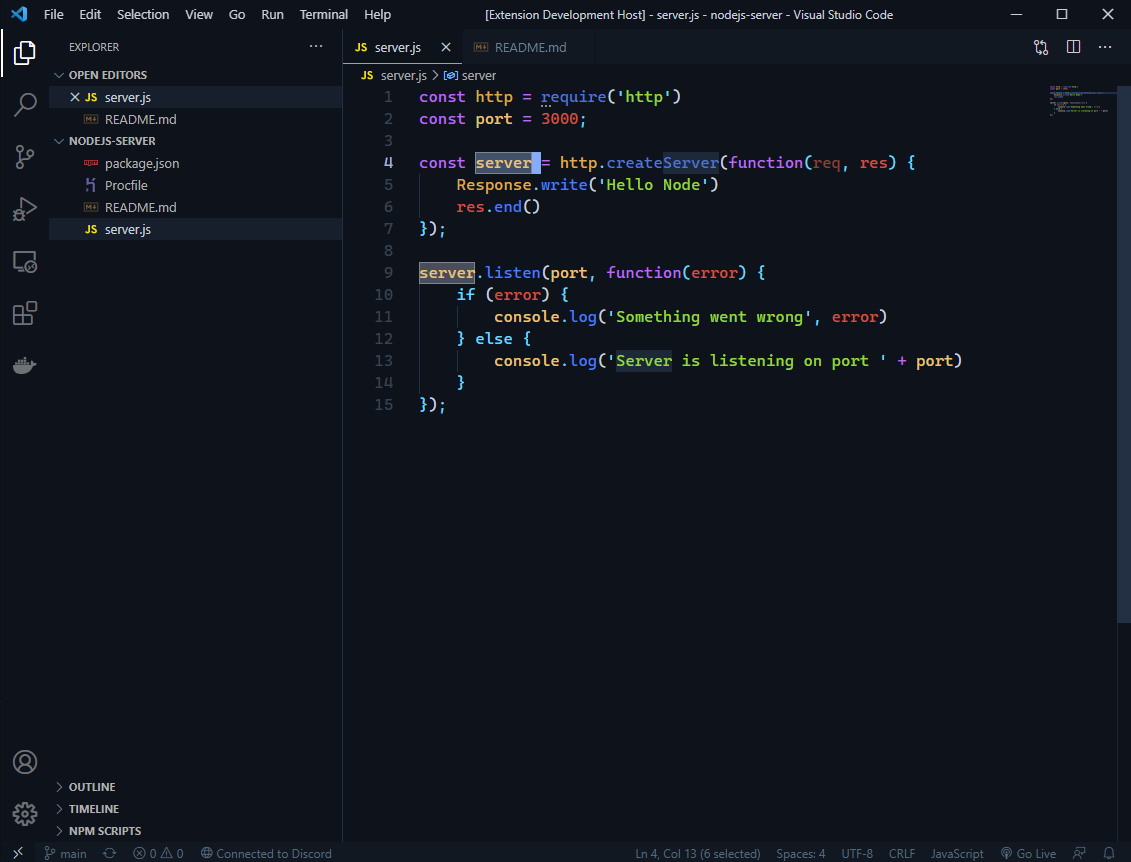 File Edit Selection View Go Run Terminal Help [Extension Development Host] - server.js - nodejs-server - Visual Studio Code
EXPLORER
OPEN EDITORS
JS server.js
README.md
NODEJS-SERVER
package.json
Procfile
README.md
JS server.js
OUTLINE
TIMELINE
NPM SCRIPTS
JS server.js README.md
JS server.js > server
1 const http = require('http')
2 const port = 3000;
3
4 const server = http.createServer(function(req, res) {
5 Response.write('Hello Node')
6 res.end()
7 });
8
9 server.listen(port, function(error) {
10 if (error) {
11 console.log('Something went wrong', error)
12 } else {
13 console.log('Server is listening on port ' + port)
14 }
15 });
main 0 0 Connected to Discord Ln 4, Col 13 (6 selected) Spaces: 4 UTF-8 CRLF JavaScript Go Live